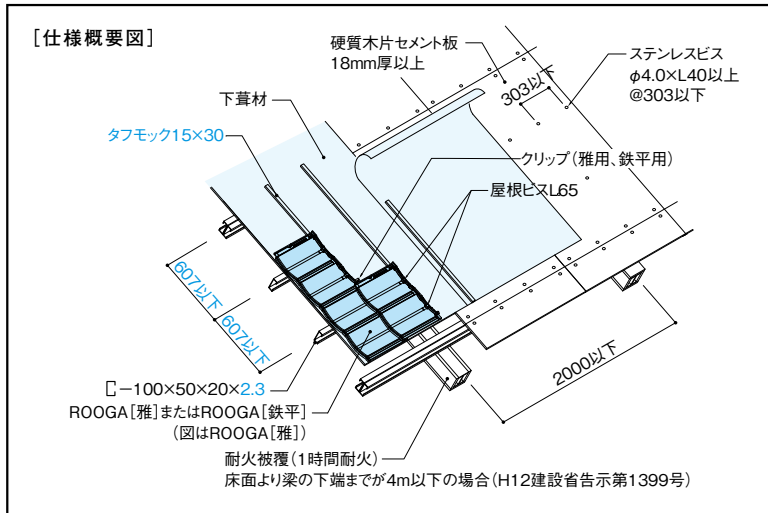 [仕様概要図]
硬質木片セメント板
18mm厚以上
ステンレスビス
φ4.0×L40以上
@303以下
303以下
下葺材
タフモック15×30
クリップ（雅用、鉄平用）
屋根ビスL65
607以下
607以下
2000以下
⊏−100×50×20×2.3
ROOGA[雅]またはROOGA[鉄平]
（図はROOGA[雅]）
耐火被覆（1時間耐火）
床面より梁の下端までが4m以下の場合（H12建設省告示第1399号）